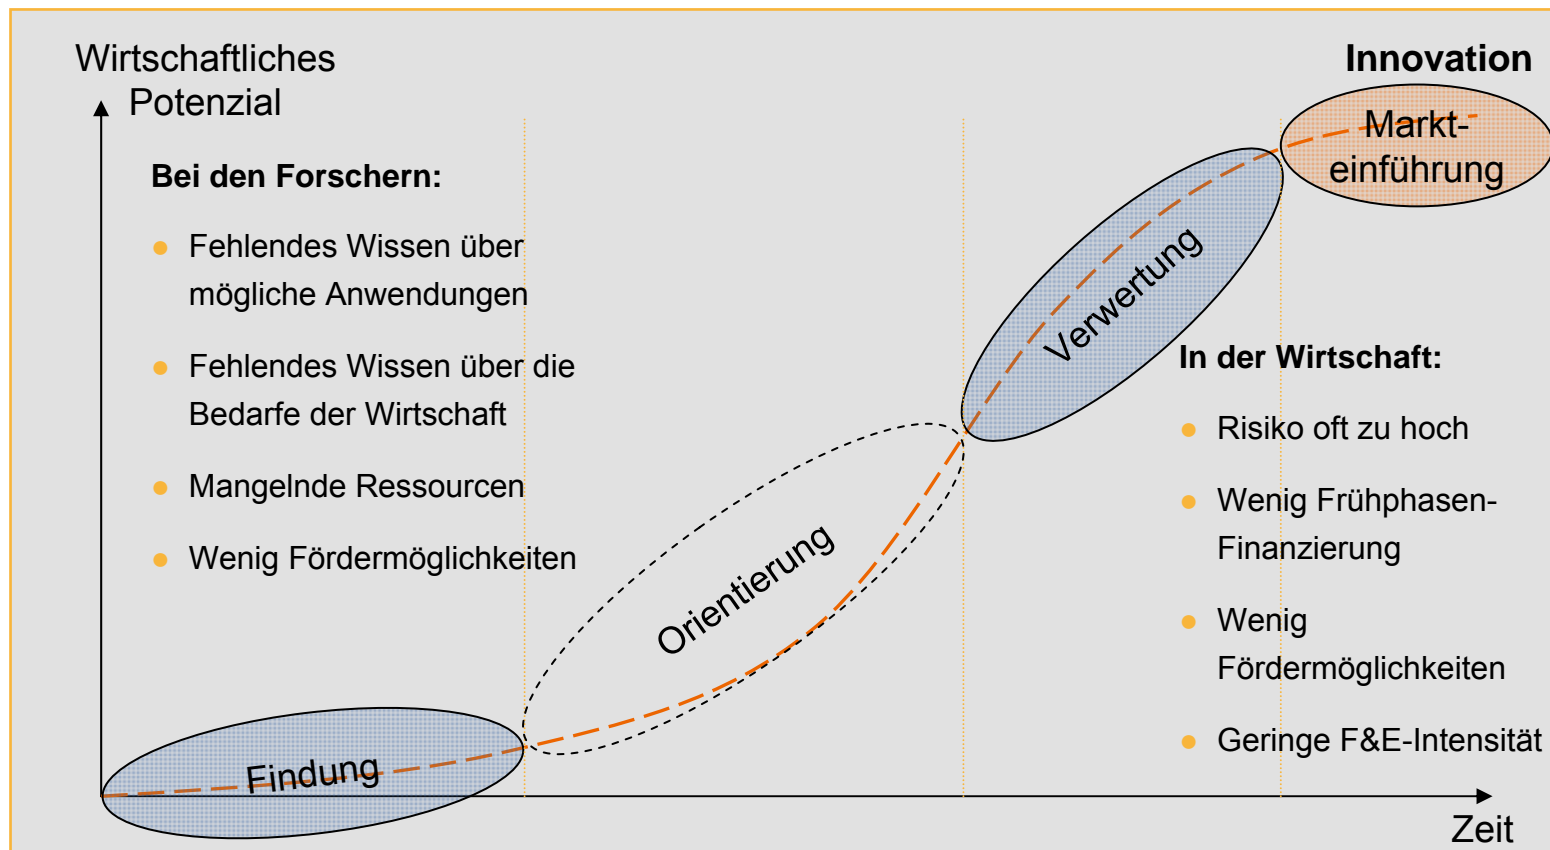 Wirtschaftliches
Potenzial
Innovation
Markt-
einführung
Bei den Forschern:
Fehlendes Wissen über
mögliche Anwendungen
Fehlendes Wissen über die
Bedarfe der Wirtschaft
Mangelnde Ressourcen
Wenig Fördermöglichkeiten
Findung
Orientierung
Verwertung
In der Wirtschaft:
Risiko oft zu hoch
Wenig Frühphasen-
Finanzierung
Wenig
Fördermöglichkeiten
Geringe F&E-Intensität
Zeit